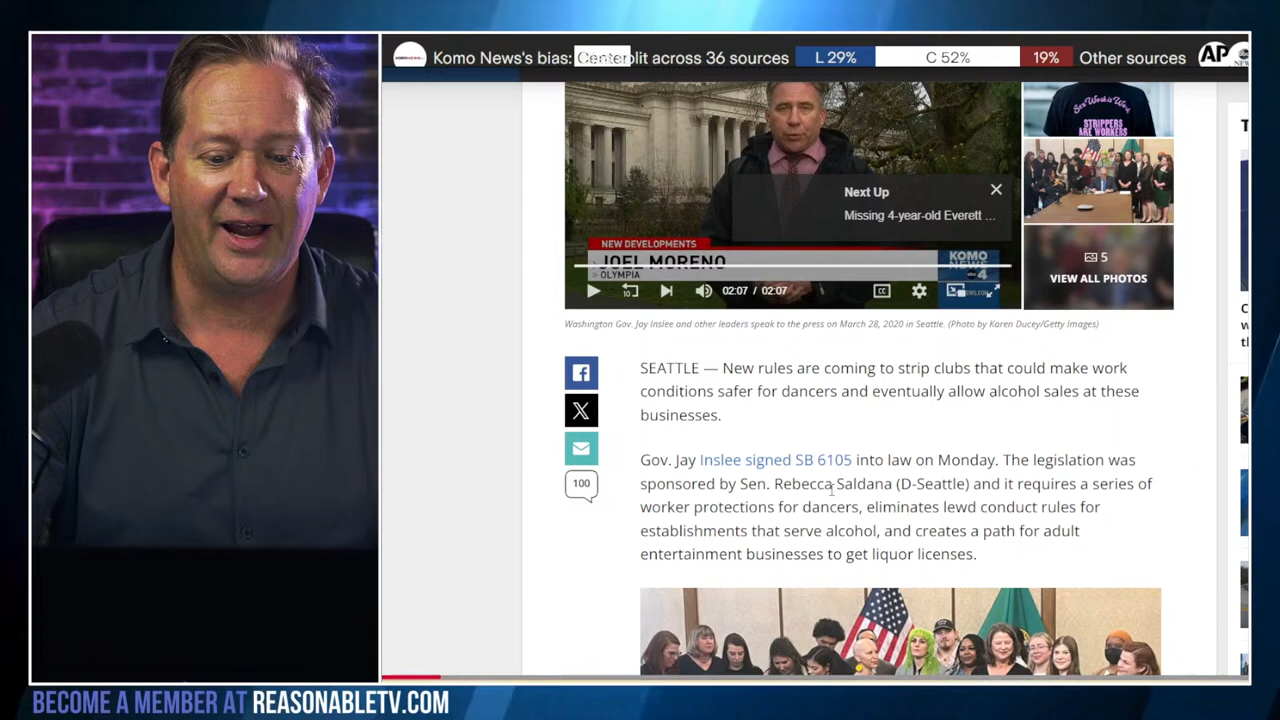 Komo News's bias: Center
split across 36 sources
L 29%
C 52%
19%
Other sources
AP
Sex Work is Work
STRIPPERS
ARE WORKERS
Next Up
Missing 4-year-old Everett ...
NEW DEVELOPMENTS
JOEL MORENO
OLYMPIA
KOMO
NEWS
4
10
02:07 / 02:07
CC
5
VIEW ALL PHOTOS
Washington Gov. Jay Inslee and other leaders speak to the press on March 28, 2020 in Seattle. (Photo by Karen Ducey/Getty Images)
SEATTLE — New rules are coming to strip clubs that could make work
conditions safer for dancers and eventually allow alcohol sales at these
businesses.
100
Gov. Jay Inslee signed SB 6105 into law on Monday. The legislation was
sponsored by Sen. Rebecca Saldana (D-Seattle) and it requires a series of
worker protections for dancers, eliminates lewd conduct rules for
establishments that serve alcohol, and creates a path for adult
entertainment businesses to get liquor licenses.
BECOME A MEMBER AT REASONABLETV.COM